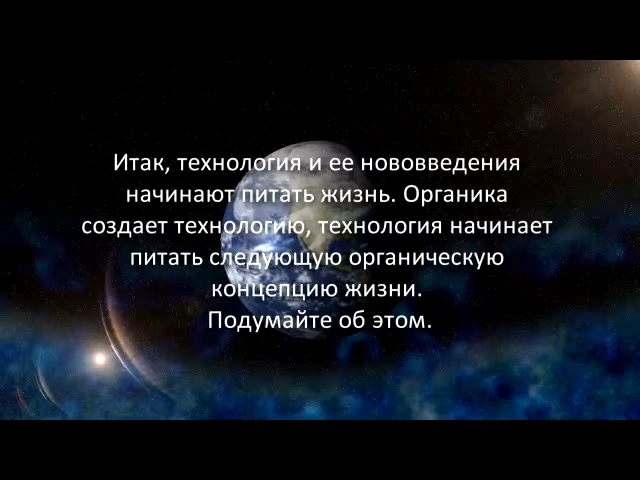 Итак, технология и ее нововведения
начинают питать жизнь. Органика
создает технологию, технология начинает
питать следующую органическую
концепцию жизни.
Подумайте об этом.